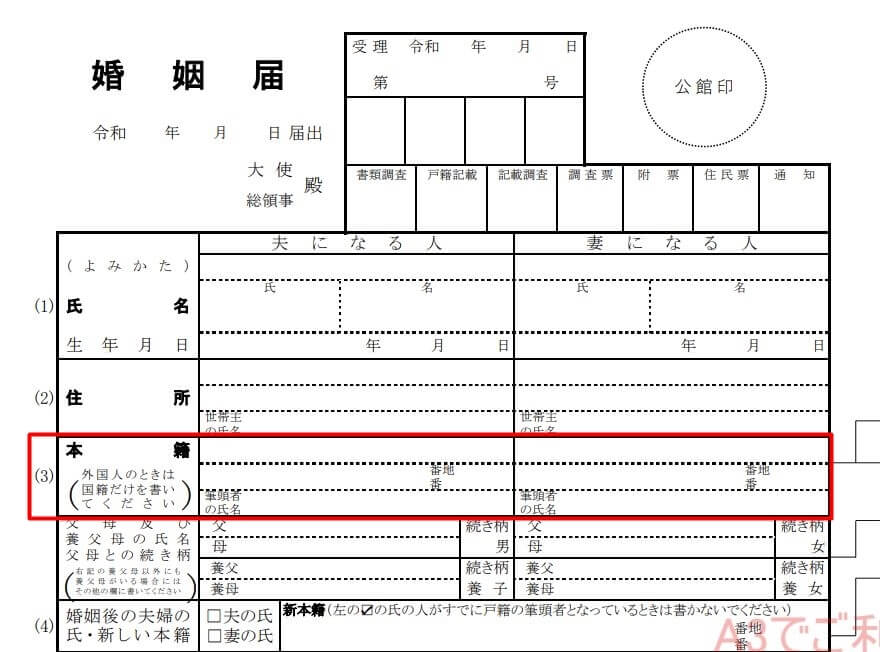 受理 令和 年 月 日
第 号
公館印
婚姻届
令和 年 月 日 届出
大使
総領事 殿
書類調査 戸籍記載 記載調査 調査票 附票 住民票 通知
夫になる人 妻になる人
(よみかた)
氏 名 氏 名
(1) 氏名
生年月日 年 月 日 年 月 日
(2) 住所
世帯主 世帯主
の氏名 の氏名
本籍
番地 番地
番 番
(3) (外国人のときは
国籍だけを書い
てください)
筆頭者 筆頭者
の氏名 の氏名
父母及び 父 続き柄 父 続き柄
養父母の氏名 母 男 母 女
父母との続き柄
養父 続き柄 養父 続き柄
養母 養子 養母 養女
(右記の養父母以外にも
養父母がいる場合には
その他の欄に書いてください)
(4) 婚姻後の夫婦の
氏・新しい本籍
□夫の氏
□妻の氏
新本籍(左の☑の氏の人がすでに戸籍の筆頭者となっているときは書かないでください)
番地
番
A3でご利